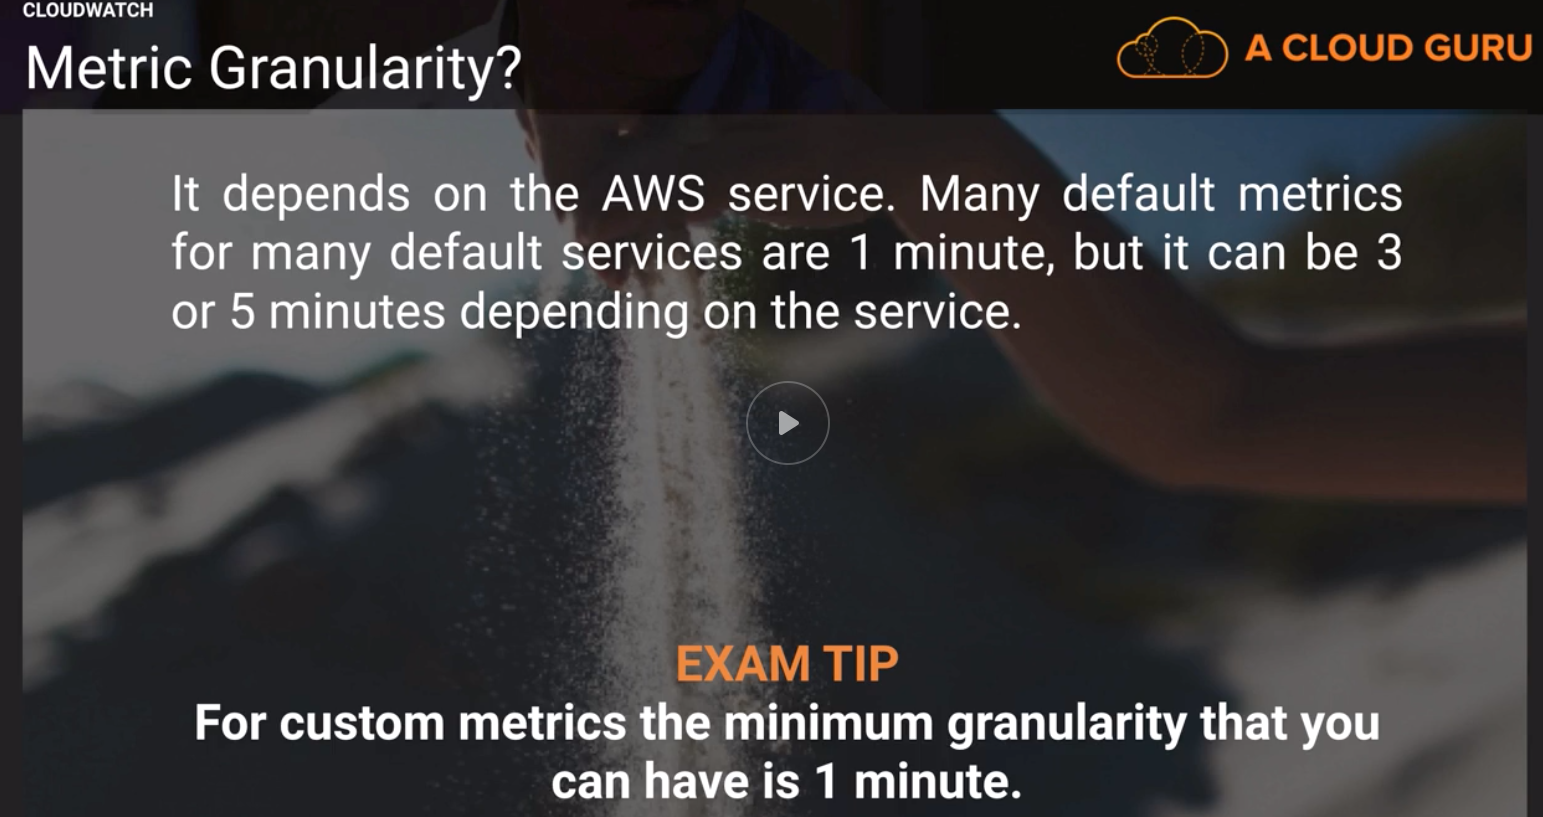 CLOUDWATCH
Metric Granularity?
A CLOUD GURU
It depends on the AWS service. Many default metrics
for many default services are 1 minute, but it can be 3
or 5 minutes depending on the service.
EXAM TIP
For custom metrics the minimum granularity that you
can have is 1 minute.